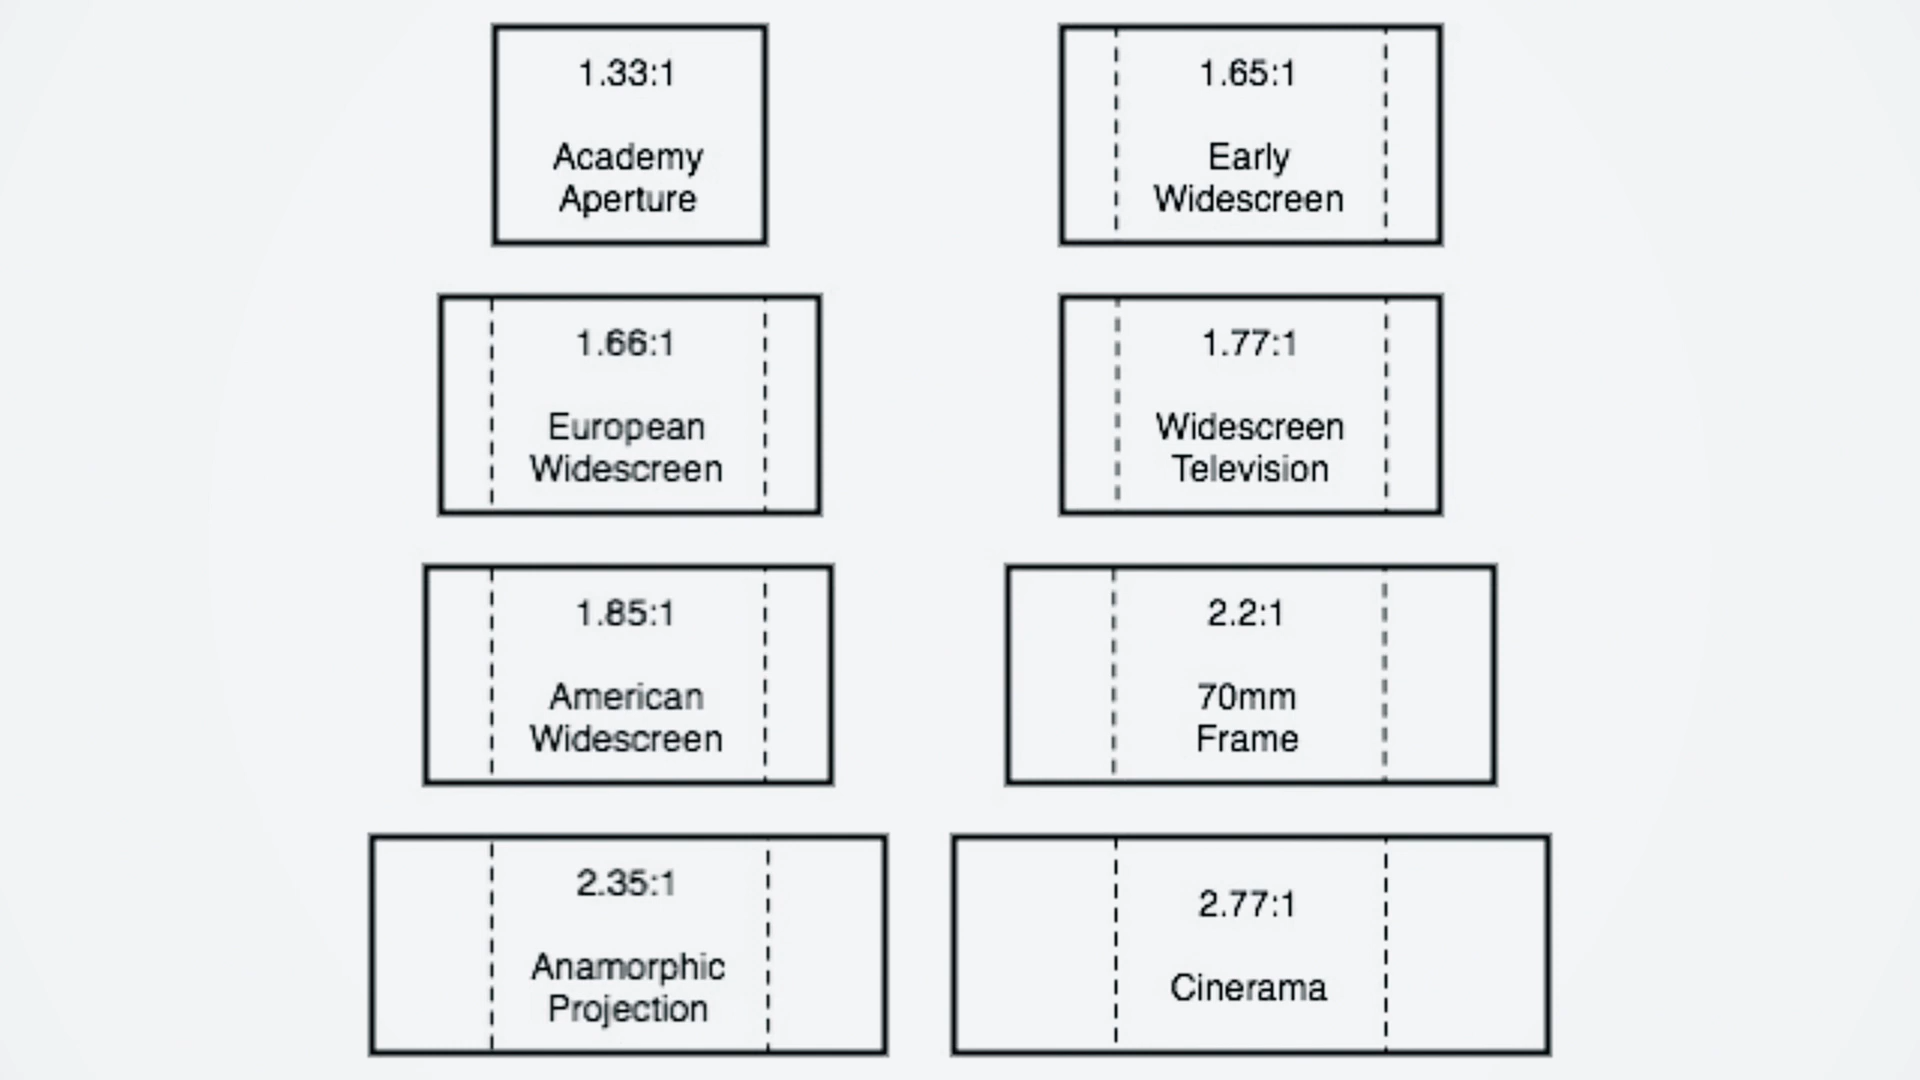 1.33:1
Academy
Aperture
1.65:1
Early
Widescreen
1.66:1
European
Widescreen
1.77:1
Widescreen
Television
1.85:1
American
Widescreen
2.2:1
70mm
Frame
2.35:1
Anamorphic
Projection
2.77:1
Cinerama